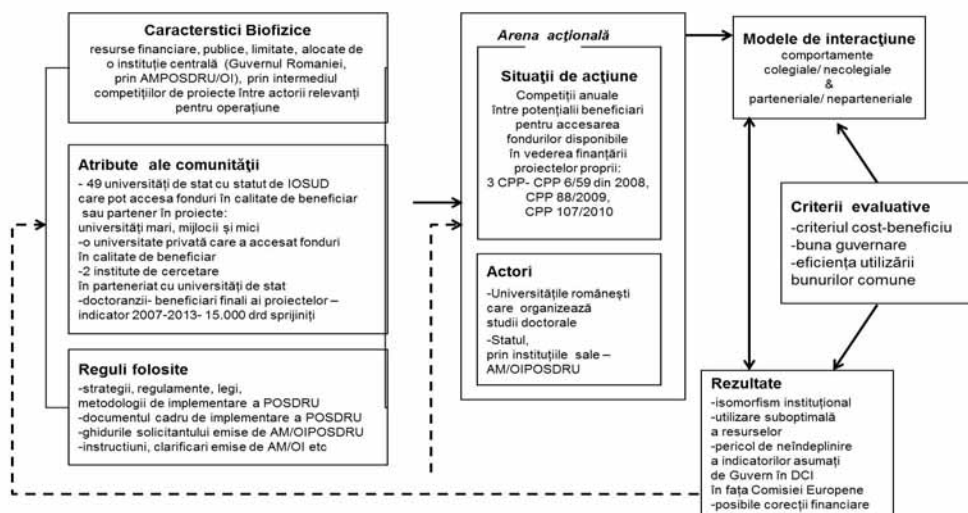 Caracterstici Biofizice
resurse financiare, publice, limitate, alocate de
o instituție centrală (Guvernul Romaniei,
prin AMPOSDRU/OI), prin intermediul
competițiilor de proiecte între actorii relevanți
pentru operațiune
Atribute ale comunității
- 49 universități de stat cu statut de IOSUD
care pot accesa fonduri în calitate de beneficiar
sau partener în proiecte:
universități mari, mijlocii și mici
-o universitate privată care a accesat fonduri
în calitate de beneficiar
-2 institute de cercetare
în parteneriat cu universități de stat
-doctoranzii- beneficiari finali ai proiectelor –
indicator 2007-2013- 15.000 drd sprijiniți
Reguli folosite
-strategii, regulamente, legi,
metodologii de implementare a POSDRU
-documentul cadru de implementare a POSDRU
-ghidurile solicitantului emise de AM/OIPOSDRU
-instructiuni, clarificari emise de AM/OI etc
Arena acţională
Situaţii de acţiune
Competiții anuale
între potențialii beneficiari
pentru accesarea
fondurilor disponibile
în vederea finanțării
proiectelor proprii:
3 CPP- CPP 6/59 din 2008,
CPP 88/2009,
CPP 107/2010
Actori
-Universitățile românești
care organizează
studii doctorale
-Statul,
prin instituțiile sale –
AM/OIPOSDRU
Modele de interacţiune
comportamente
colegiale/ necolegiale
&
parteneriale/ neparteneriale
Criterii evaluative
-criteriul cost-beneficiu
-buna guvernare
-eficiența utilizării
bunurilor comune
Rezultate
-isomorfism instituțional
-utilizare suboptimală
a resurselor
-pericol de neîndeplinire
a indicatorilor asumați
de Guvern în DCI
în fața Comisiei Europene
-posibile corecții financiare